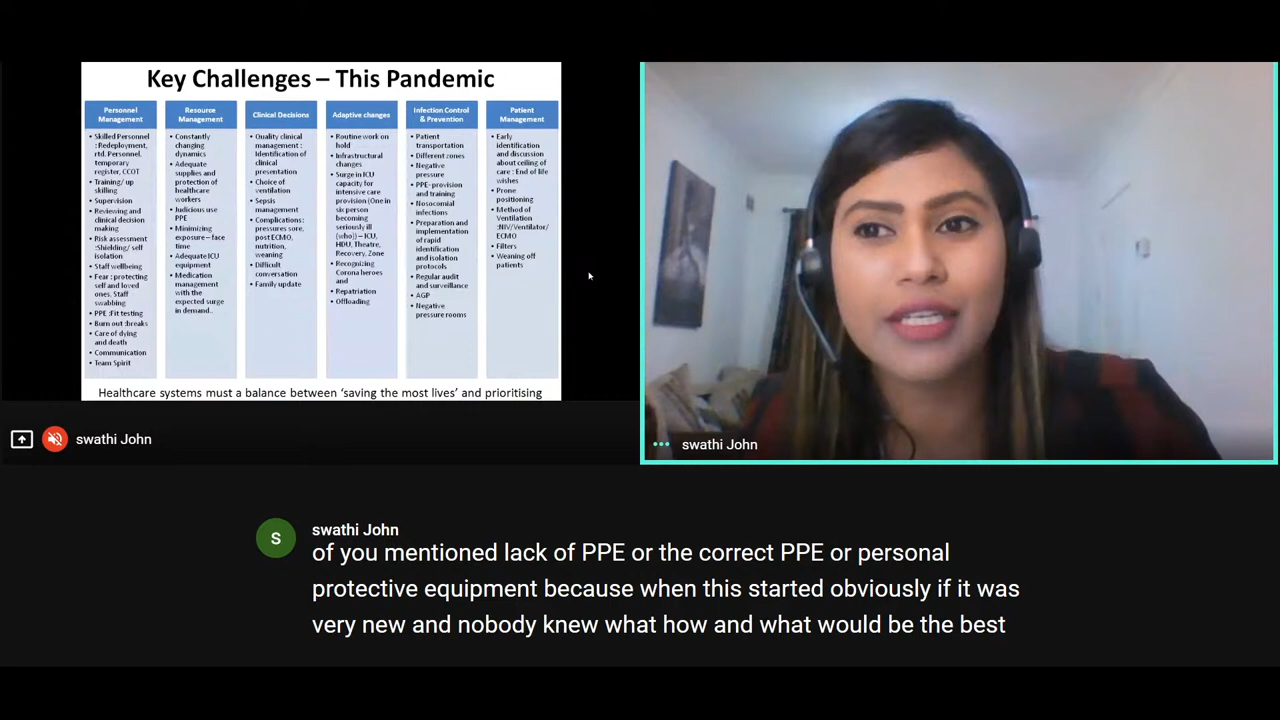 Key Challenges – This Pandemic
Personnel
Management
• Skilled Personnel
: Redeployment,
rtd. Personnel,
temporary
register, CCOT
• Training/ up
skilling
• Supervision
• Reviewing and
clinical decision
making
• Risk assessment
:Shielding/ self
isolation
• Staff wellbeing
• Fear : protecting
self and loved
ones. Staff
swabbing
• PPE :Fit testing
• Burn out :breaks
• Care of dying
and death
• Communication
• Team Spirit
Resource
Management
• Constantly
changing
dynamics
• Adequate
supplies and
protection of
healthcare
workers
• Judicious use
PPE
• Minimizing
exposure – face
time
• Adequate ICU
equipment
• Medication
management
with the
expected surge
in demand..
Clinical Decisions
• Quality clinical
management :
Identification of
clinical
presentation
• Choice of
ventilation
• Sepsis
management
• Complications:
pressures sore,
post ECMO,
nutrition,
weaning
• Difficult
conversation
• Family update
Adaptive changes
• Routine work on
hold
• Infrastructural
changes
• Surge in ICU
capacity for
intensive care
provision (One in
six person
becoming
seriously ill
(who)) – ICU,
HDU, Theatre,
Recovery, Zone
• Recognizing
Corona heroes
and
• Repatriation
• Offloading
Infection Control
& Prevention
• Patient
transportation
• Different zones
• Negative
pressure
• PPE-provision
and training
• Nosocomial
infections
• Preparation and
implementation
of rapid
identification
and isolation
protocols
• Regular audit
and surveillance
• AGP
• Negative
pressure rooms
Patient
Management
• Early
identification
and discussion
about ceiling of
care : End of life
wishes
• Prone
positioning
• Method of
Ventilation
:NIV/Ventilator/
ECMO
• Filters
• Weaning off
patients
Healthcare systems must a balance between ‘saving the most lives’ and prioritising
swathi John
swathi John
S
swathi John
of you mentioned lack of PPE or the correct PPE or personal
protective equipment because when this started obviously if it was
very new and nobody knew what how and what would be the best